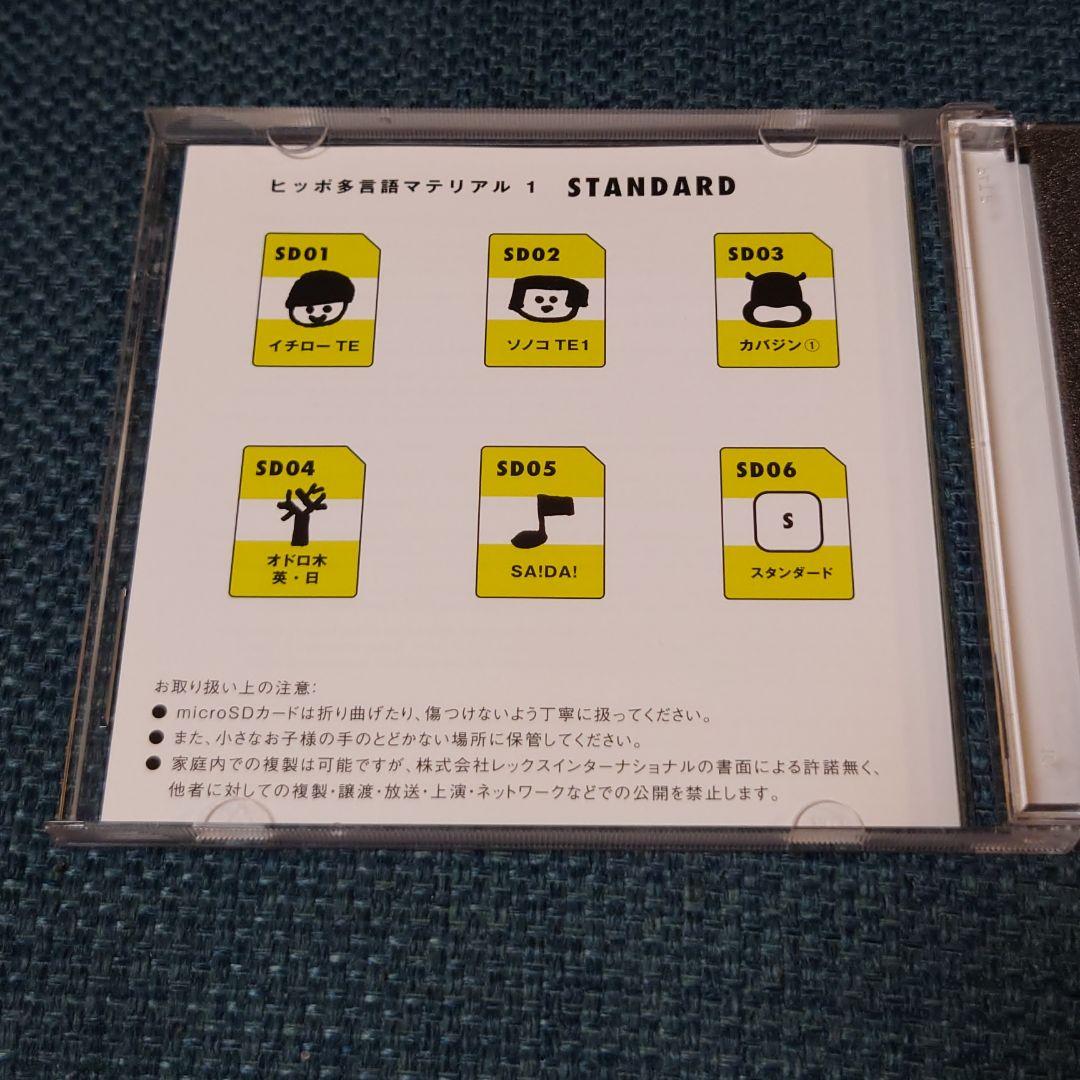 ヒッポ多言語マテリアル 1 STANDARD
SD01
イチロー TE
SD02
ソノコ TE1
SD03
カバジン①
SD04
オドロ木
英・日
SD05
SA!DA!
SD06
S
スタンダード
お取り扱い上の注意:
● microSDカードは折り曲げたり、傷つけないよう丁寧に扱ってください。
● また、小さなお子様の手のとどかない場所に保管してください。
● 家庭内での複製は可能ですが、株式会社レックスインターナショナルの書面による許諾無く、
他者に対しての複製・譲渡・放送・上演・ネットワークなどでの公開を禁止します。